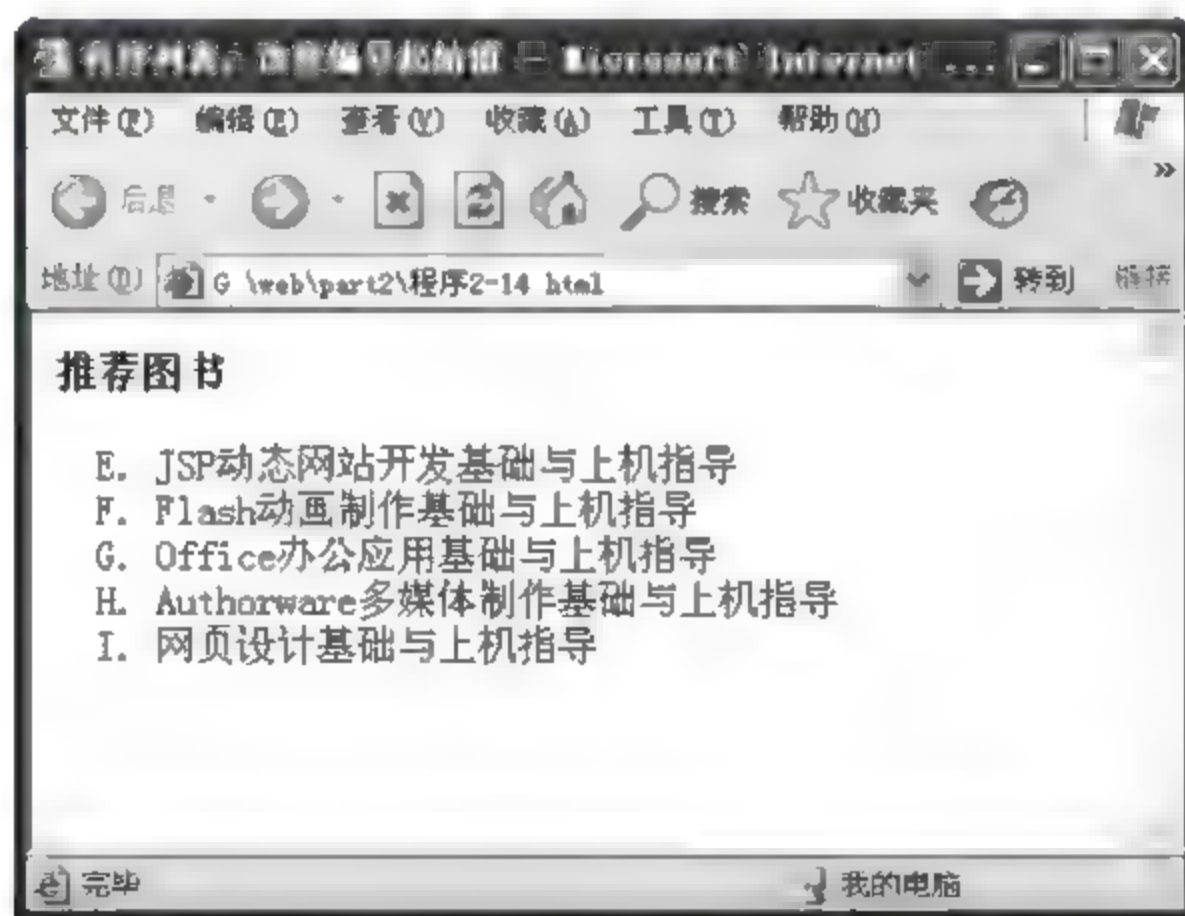 Microsoft Internet ...
文件(F) 编辑(E) 查看(V) 收藏(A) 工具(T) 帮助(H)
后退 搜索 收藏夹 »
地址(D) G \web\part2\程序2-14 html 转到 链接
推荐图书
E. JSP动态网站开发基础与上机指导
F. Flash动画制作基础与上机指导
G. Office办公应用基础与上机指导
H. Authorware多媒体制作基础与上机指导
I. 网页设计基础与上机指导
完毕 我的电脑